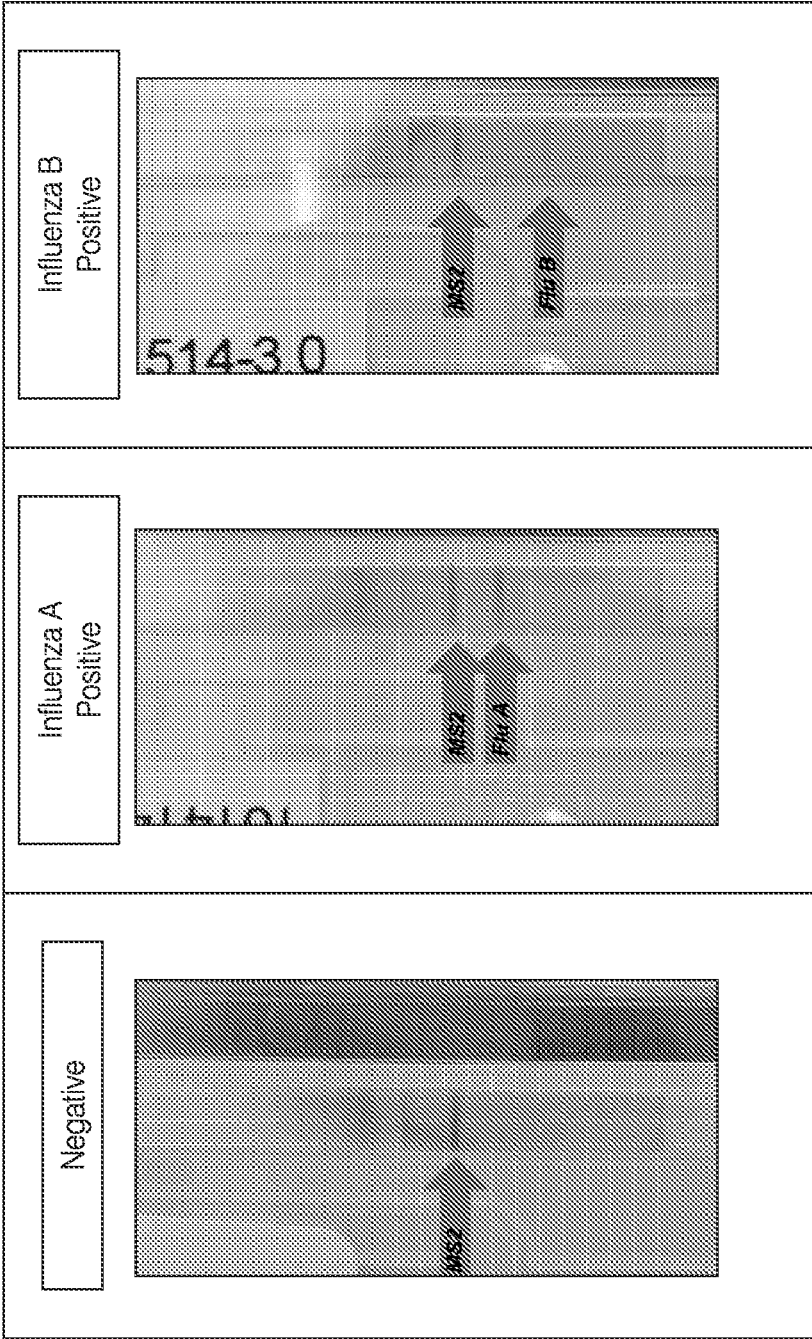 Negative
MS2
Influenza A
Positive
MS2
Flu A
Influenza B
Positive
.514-3.0
MS2
Flu B